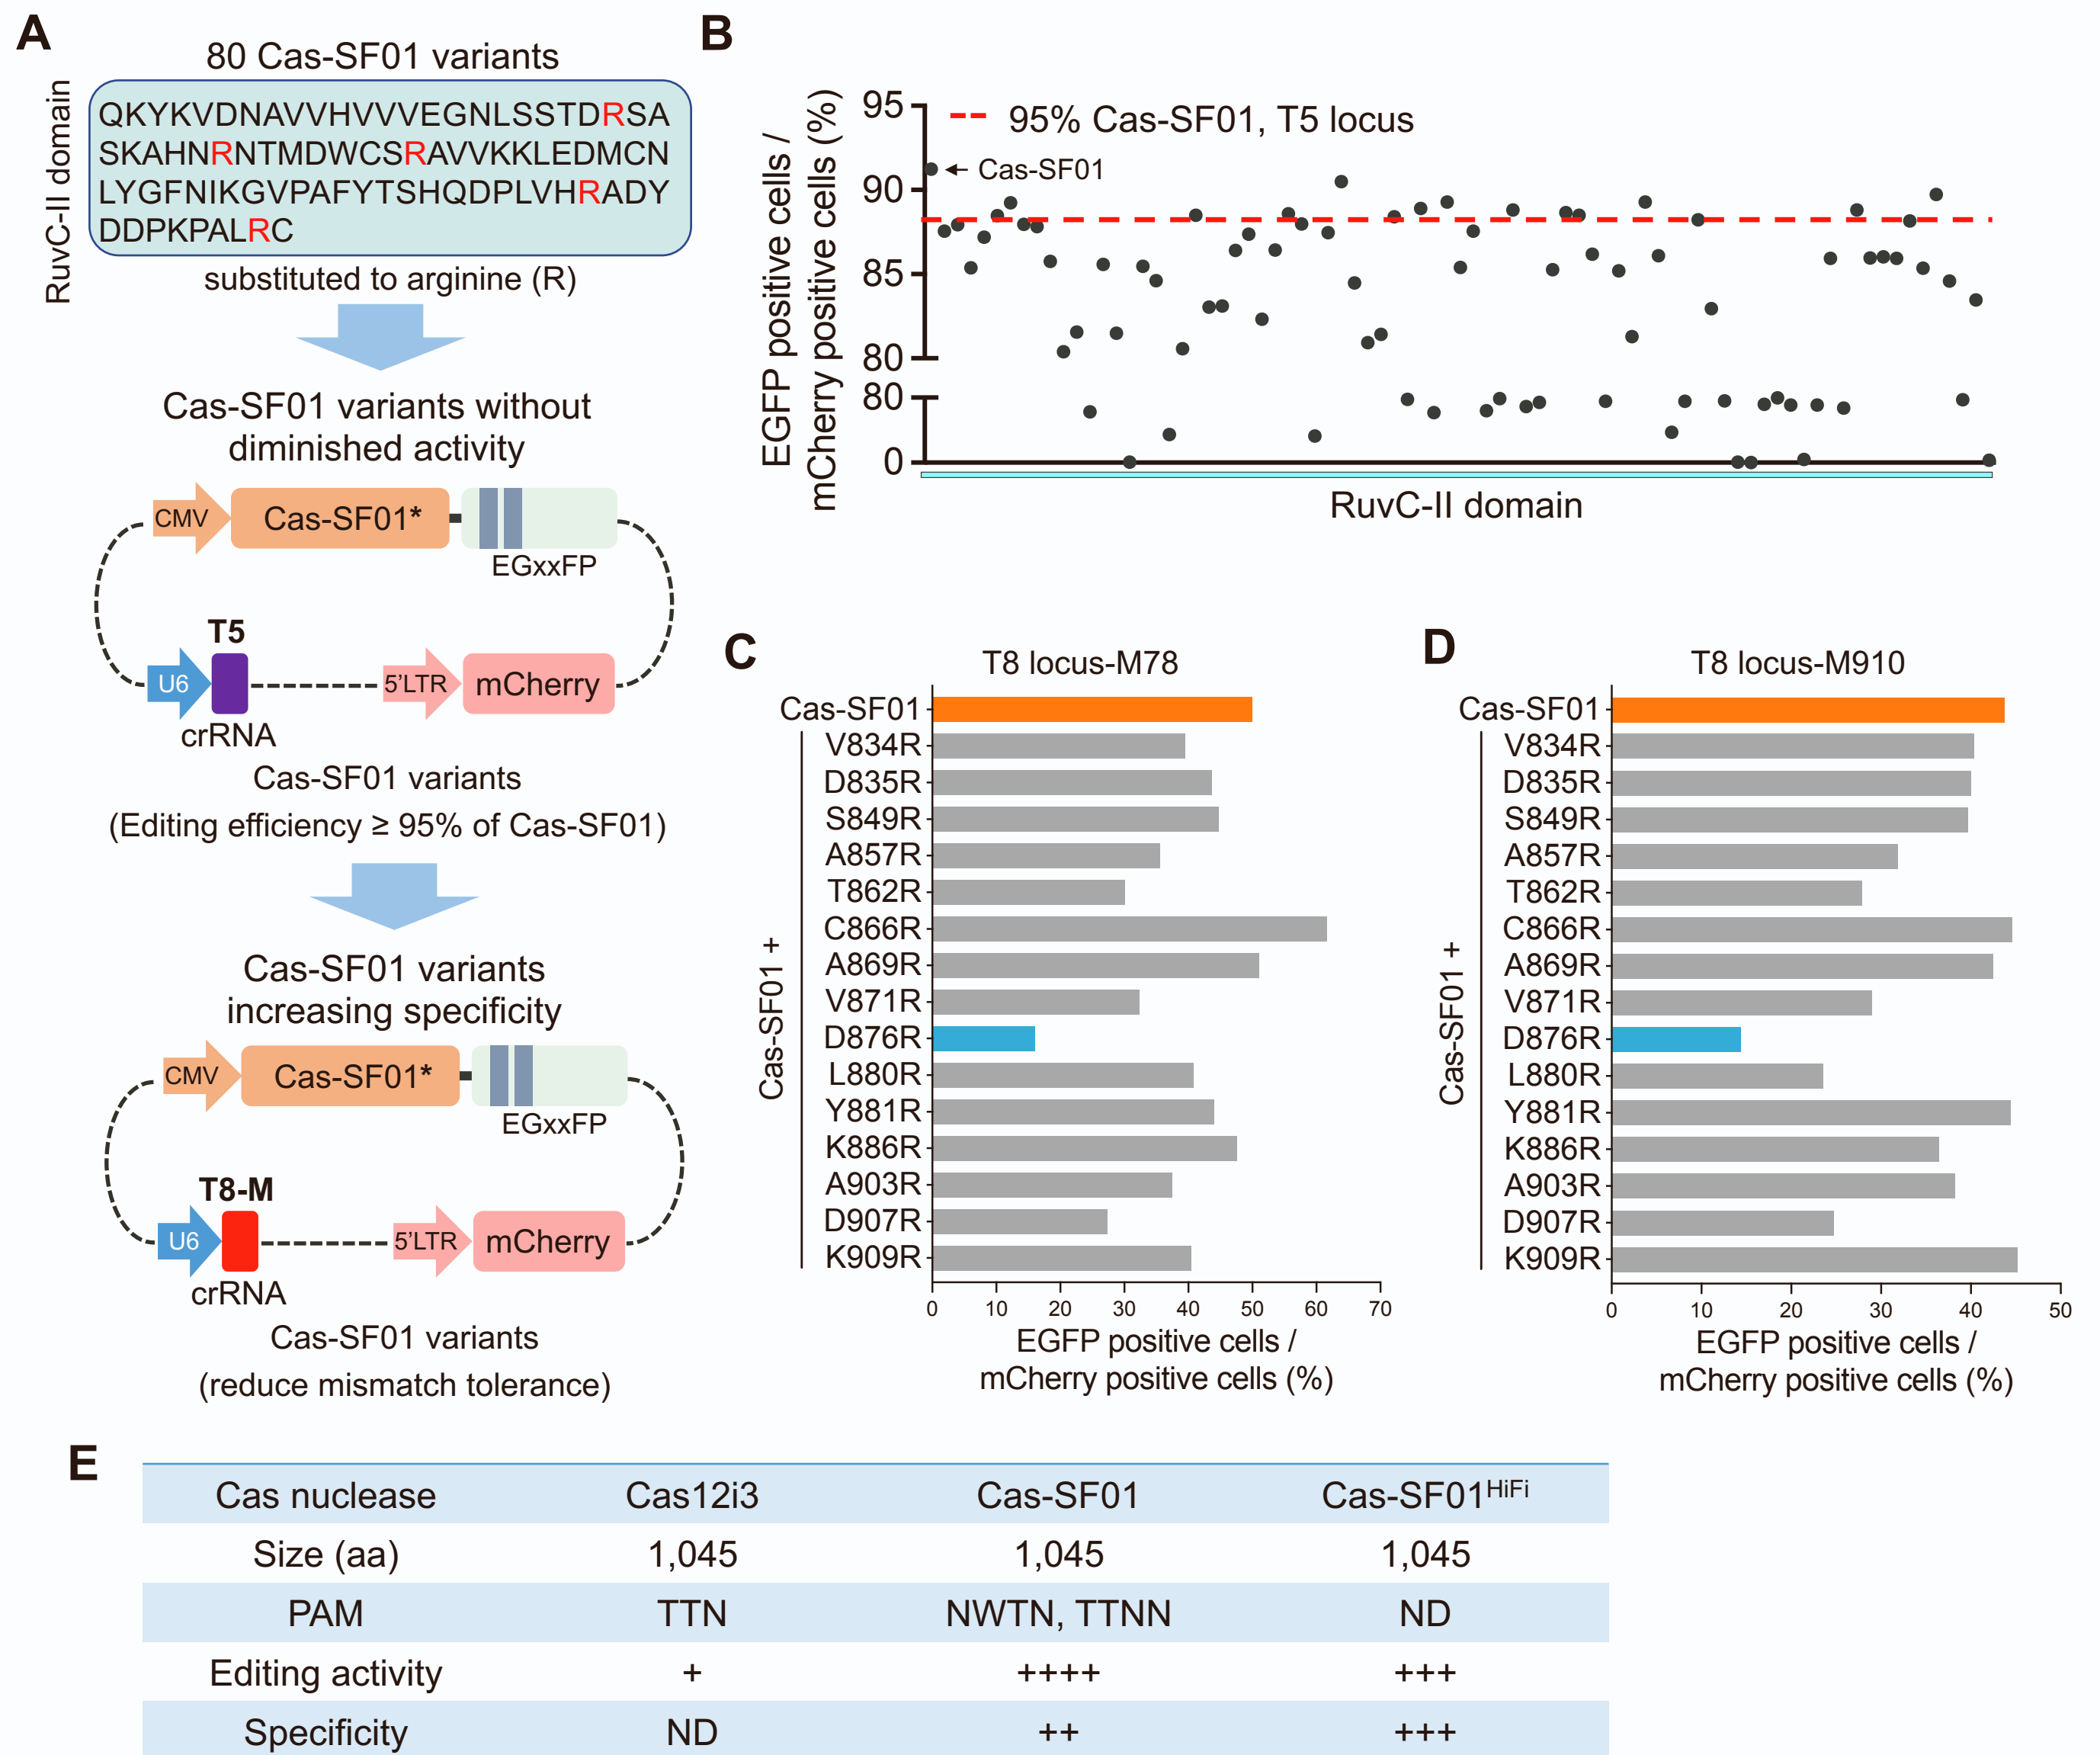 A
80 Cas-SF01 variants
RuvC-II domain
QKYKVDNAVVHVVVEGNLSSTDRSA
SKAHNRNTMDWCSRAVVKKLEDMCN
LYGFNIKGVPAFYTSHQDPLVHRADY
DDPKPALRC
substituted to arginine (R)
Cas-SF01 variants without
diminished activity
CMV
Cas-SF01*
EGxxFP
T5
U6
5'LTR
mCherry
crRNA
Cas-SF01 variants
(Editing efficiency ≥ 95% of Cas-SF01)
Cas-SF01 variants
increasing specificity
CMV
Cas-SF01*
EGxxFP
T8-M
U6
5'LTR
mCherry
crRNA
Cas-SF01 variants
(reduce mismatch tolerance)
B
EGFP positive cells /
mCherry positive cells (%)
95
90
85
80
80
0
95% Cas-SF01, T5 locus
Cas-SF01
RuvC-II domain
C
T8 locus-M78
Cas-SF01
Cas-SF01 +
V834R
D835R
S849R
A857R
T862R
C866R
A869R
V871R
D876R
L880R
Y881R
K886R
A903R
D907R
K909R
0 10 20 30 40 50 60 70
EGFP positive cells /
mCherry positive cells (%)
D
T8 locus-M910
Cas-SF01
Cas-SF01 +
V834R
D835R
S849R
A857R
T862R
C866R
A869R
V871R
D876R
L880R
Y881R
K886R
A903R
D907R
K909R
0 10 20 30 40 50
EGFP positive cells /
mCherry positive cells (%)
E
Cas nuclease Cas12i3 Cas-SF01 Cas-SF01HiFi
Size (aa) 1,045 1,045 1,045
PAM TTN NWTN, TTNN ND
Editing activity + ++++ +++
Specificity ND ++ +++